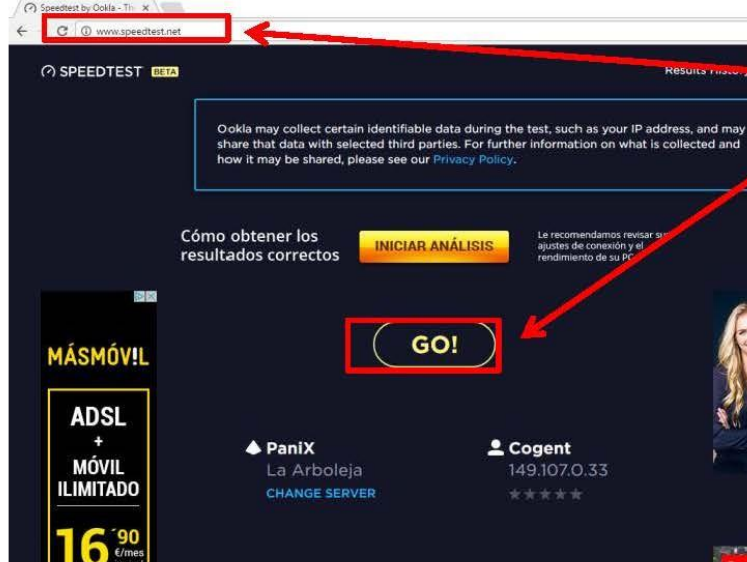 Speedtest by Ookla - Th
www.speedtest.net
SPEEDTEST BETA
Results History
Ookla may collect certain identifiable data during the test, such as your IP address, and may
share that data with selected third parties. For further information on what is collected and
how it may be shared, please see our Privacy Policy.
Cómo obtener los
resultados correctos
INICIAR ANÁLISIS
Le recomendamos revisar
ajustes de conexión y el
rendimiento de su PC
GO!
MÁSMÓV!L
ADSL
+
MÓVIL
ILIMITADO
16 ´90
€/mes
PaniX
La Arboleja
CHANGE SERVER
Cogent
149.107.0.33